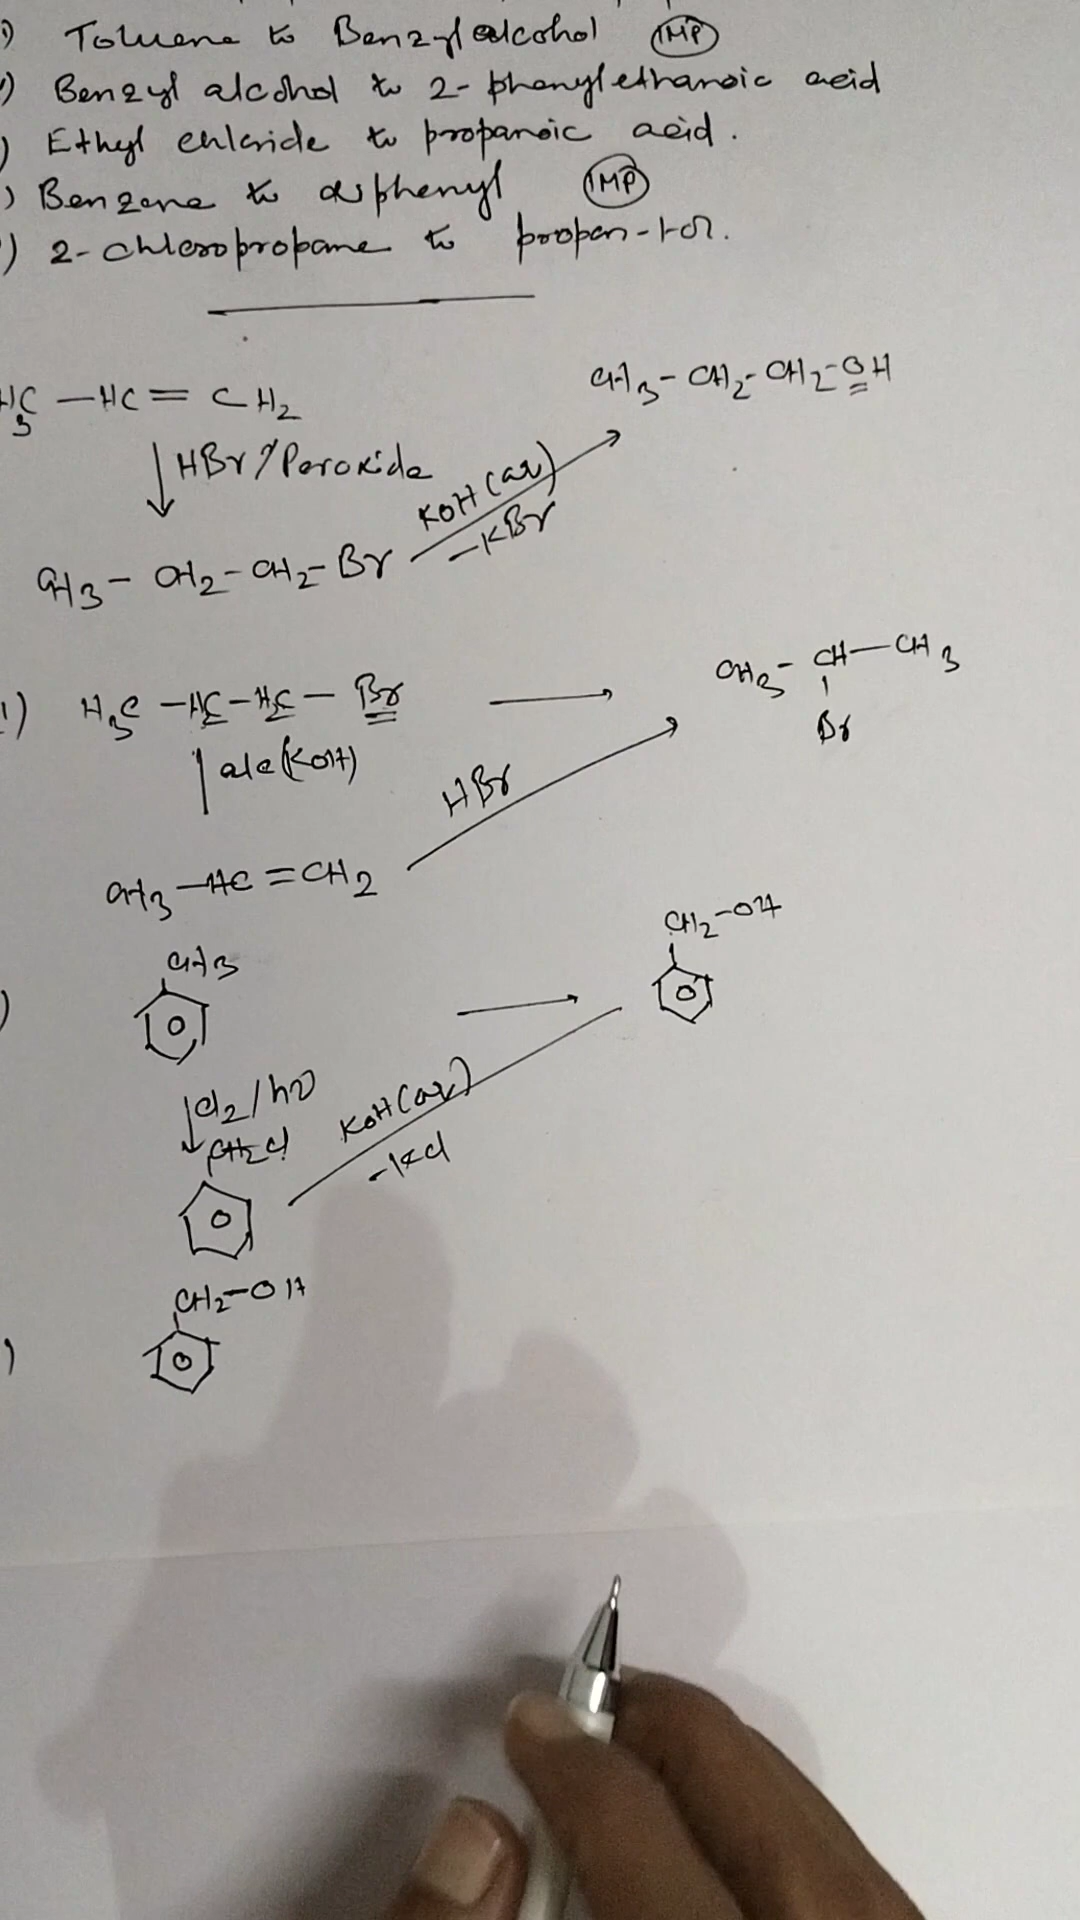 ) Toluene to Benzyl alcohol (IMP)
) Benzyl alcohol to 2-phenylethanoic acid
) Ethyl chloride to propanoic acid.
) Benzene to diphenyl (IMP)
) 2-chloropropane to propan-1-ol.
H3C — HC = CH2
CH3 - CH2 - CH2 - OH
HBr / Peroxide
KOH (aq)
- KBr
CH3 - CH2 - CH2 - Br
) H3C - HC - HC - Br
CH3 - CH — CH3
Br
alc (KOH)
HBr
CH3 - HC = CH2
CH2 - OH
CH3
)
Cl2 / hν
KOH (aq)
- KCl
CH2Cl
CH2 - OH
)